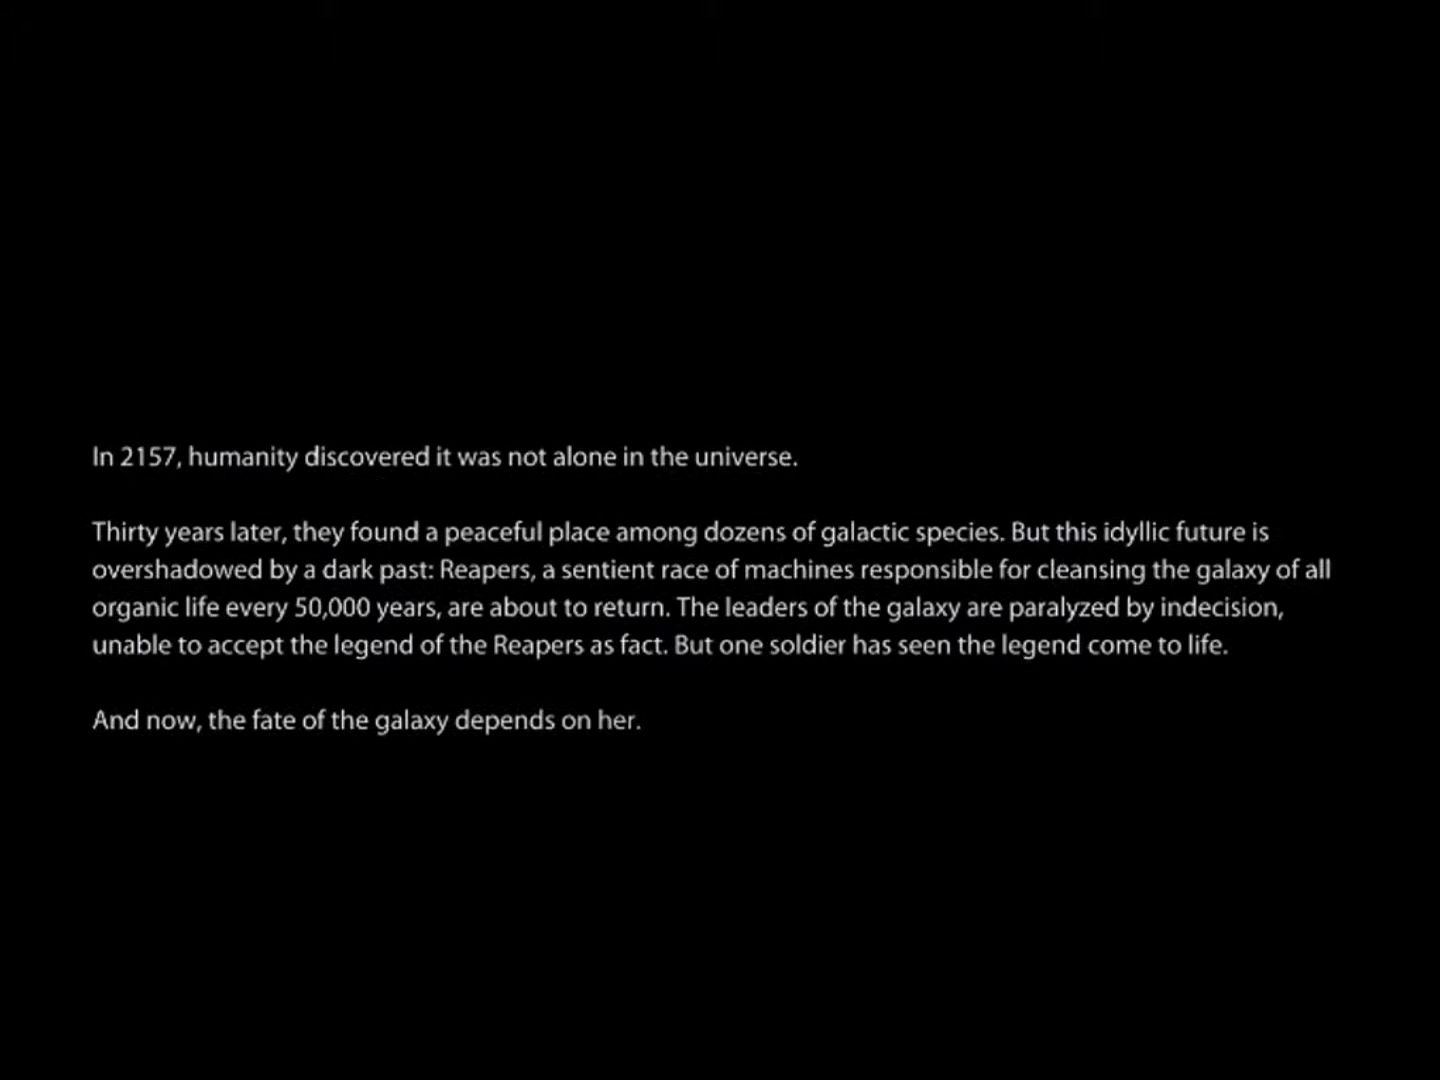 In 2157, humanity discovered it was not alone in the universe.
Thirty years later, they found a peaceful place among dozens of galactic species. But this idyllic future is
overshadowed by a dark past: Reapers, a sentient race of machines responsible for cleansing the galaxy of all
organic life every 50,000 years, are about to return. The leaders of the galaxy are paralyzed by indecision,
unable to accept the legend of the Reapers as fact. But one soldier has seen the legend come to life.
And now, the fate of the galaxy depends on her.